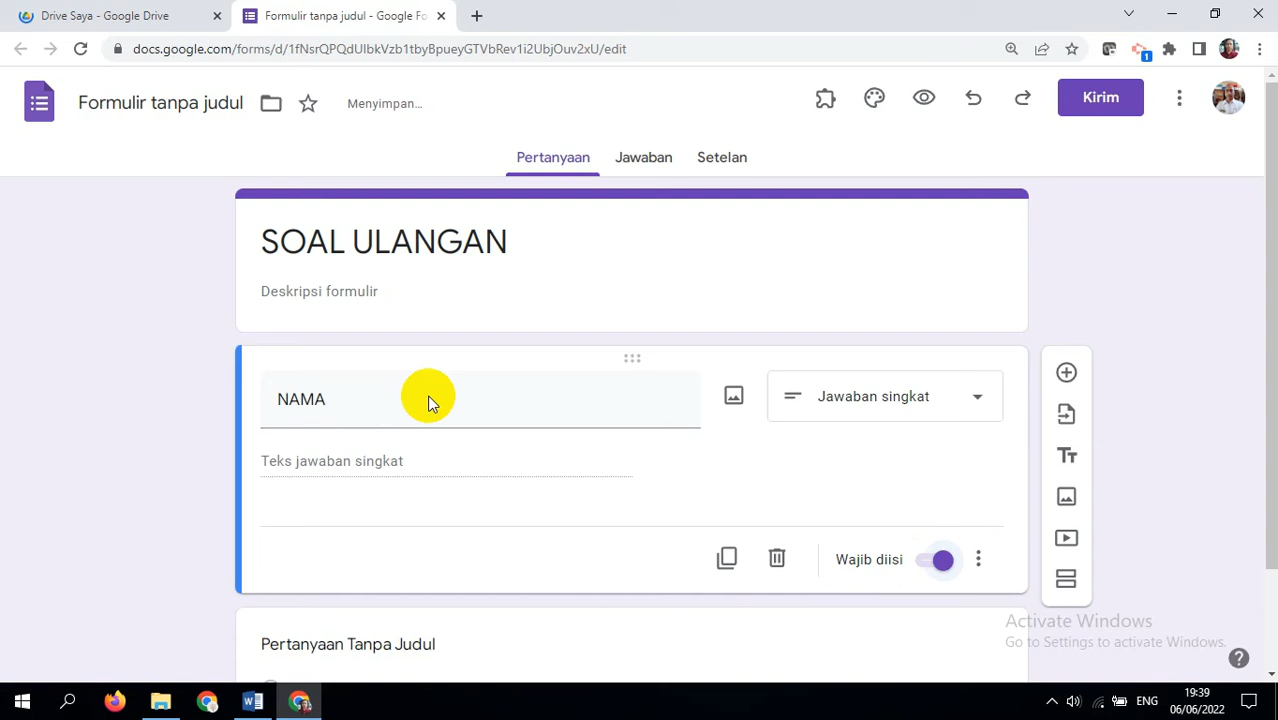 Drive Saya - Google Drive
Formulir tanpa judul - Google Fo
docs.google.com/forms/d/1fNsrQPQdUlbkVzb1tbyBpueyGTVbRev1i2UbjOuv2xU/edit
1
Formulir tanpa judul
Menyimpan...
Kirim
Pertanyaan
Jawaban
Setelan
SOAL ULANGAN
Deskripsi formulir
NAMA
Jawaban singkat
Teks jawaban singkat
Wajib diisi
Pertanyaan Tanpa Judul
Activate Windows
Go to Settings to activate Windows.
ENG
19:39
06/06/2022